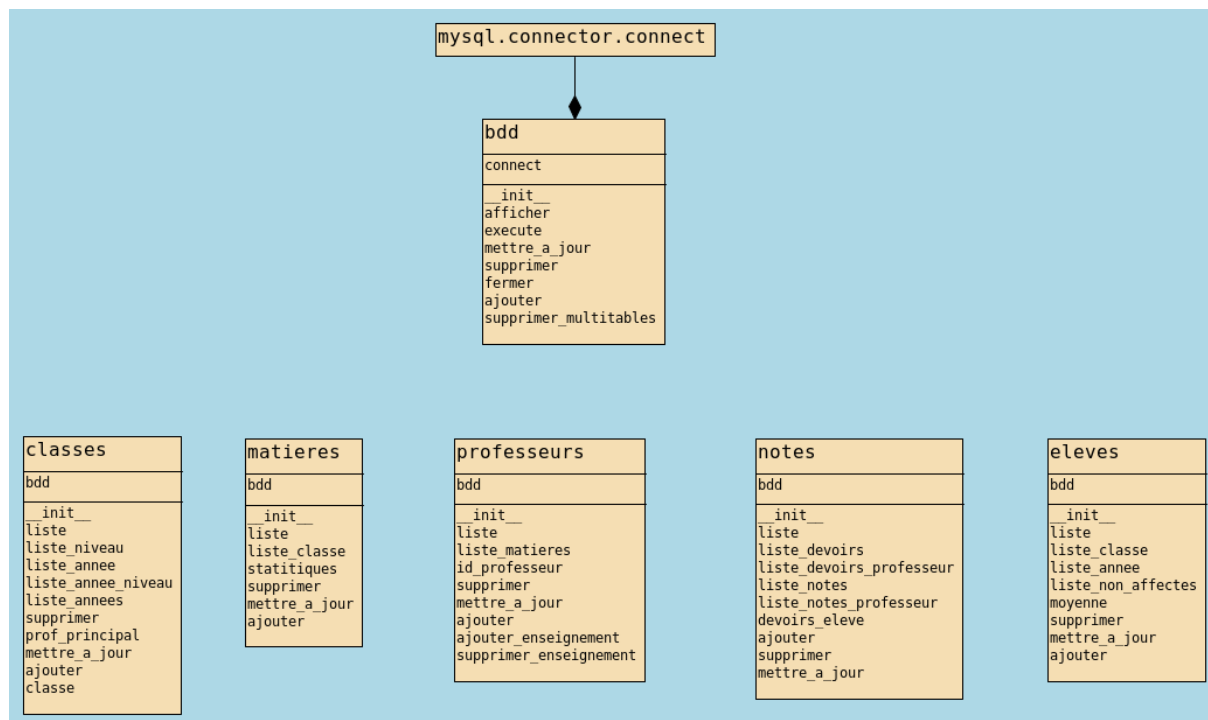 mysql.connector.connect
bdd
connect
__init__
afficher
execute
mettre_a_jour
supprimer
fermer
ajouter
supprimer_multitables
classes
bdd
__init__
liste
liste_niveau
liste_annee
liste_annee_niveau
liste_annees
supprimer
prof_principal
mettre_a_jour
ajouter
classe
matieres
bdd
__init__
liste
liste_classe
statitiques
supprimer
mettre_a_jour
ajouter
professeurs
bdd
__init__
liste
liste_matieres
id_professeur
supprimer
mettre_a_jour
ajouter
ajouter_enseignement
supprimer_enseignement
notes
bdd
__init__
liste
liste_devoirs
liste_devoirs_professeur
liste_notes
liste_notes_professeur
devoirs_eleve
ajouter
supprimer
mettre_a_jour
eleves
bdd
__init__
liste
liste_classe
liste_annee
liste_non_affectes
moyenne
supprimer
mettre_a_jour
ajouter